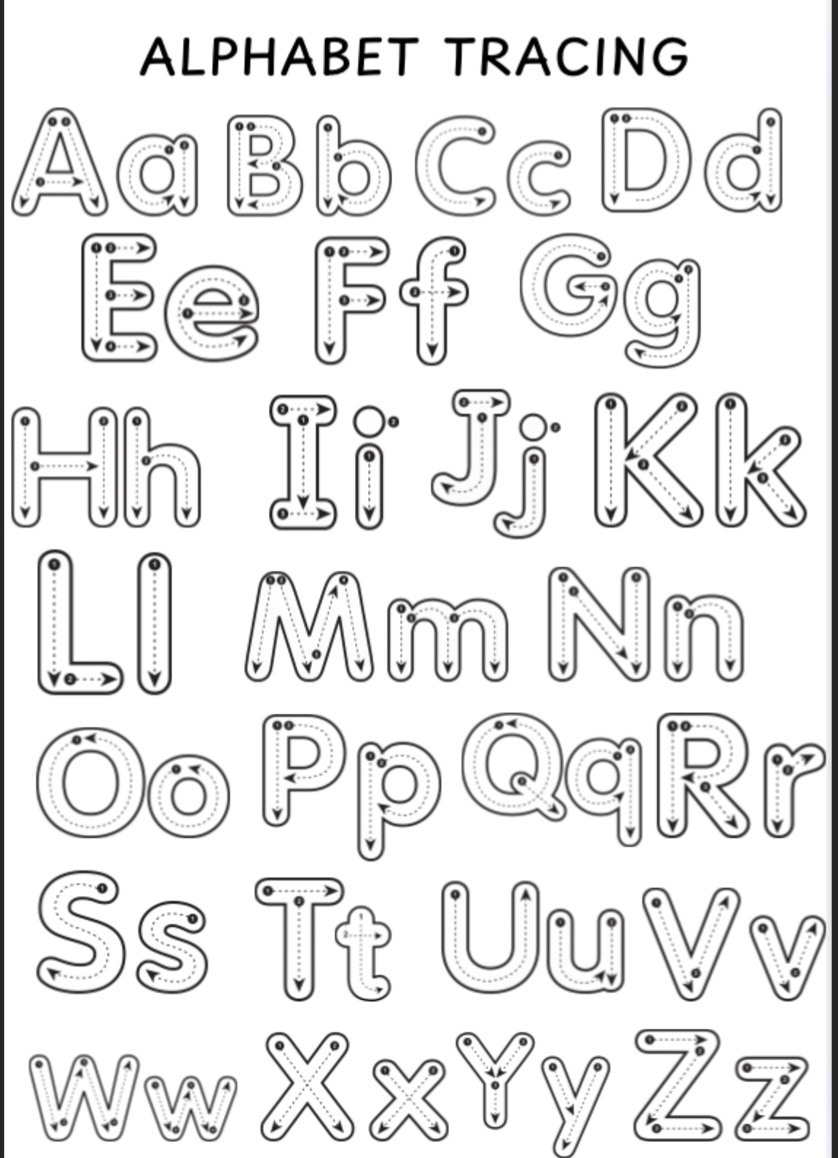 ALPHABET TRACING
Aa Bb Cc Dd
Ee Ff Gg
Hh Ii Jj Kk
Ll Mm Nn
Oo Pp Qq Rr
Ss Tt Uu Vv
Ww Xx Yy Zz